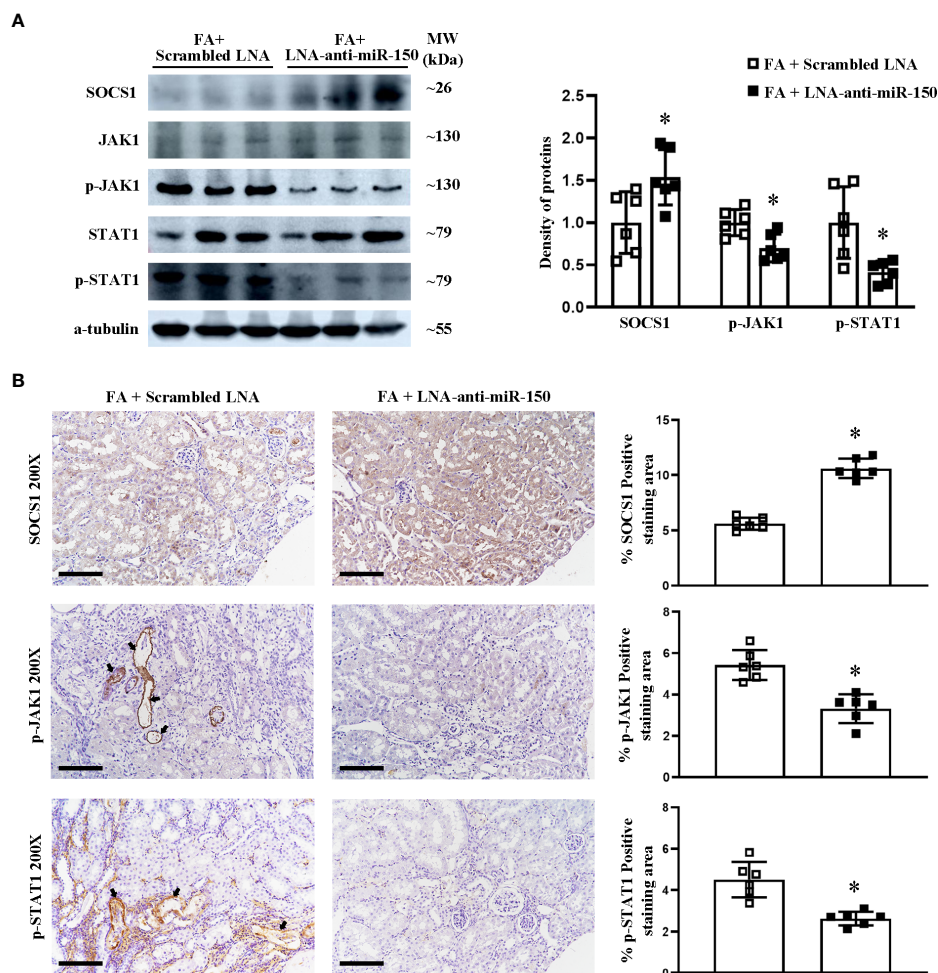 A
FA+
Scrambled LNA
FA+
LNA-anti-miR-150
MW
(kDa)
SOCS1
~26
JAK1
~130
p-JAK1
~130
STAT1
~79
p-STAT1
~79
a-tubulin
~55
FA + Scrambled LNA
FA + LNA-anti-miR-150
Density of proteins
2.5
2.0
1.5
1.0
0.5
0.0
*
*
*
SOCS1
p-JAK1
p-STAT1
B
FA + Scrambled LNA
FA + LNA-anti-miR-150
SOCS1 200X
% SOCS1 Positive
staining area
15
10
5
0
*
p-JAK1 200X
% p-JAK1 Positive
staining area
8
6
4
2
0
*
p-STAT1 200X
% p-STAT1 Positive
staining area
8
6
4
2
0
*